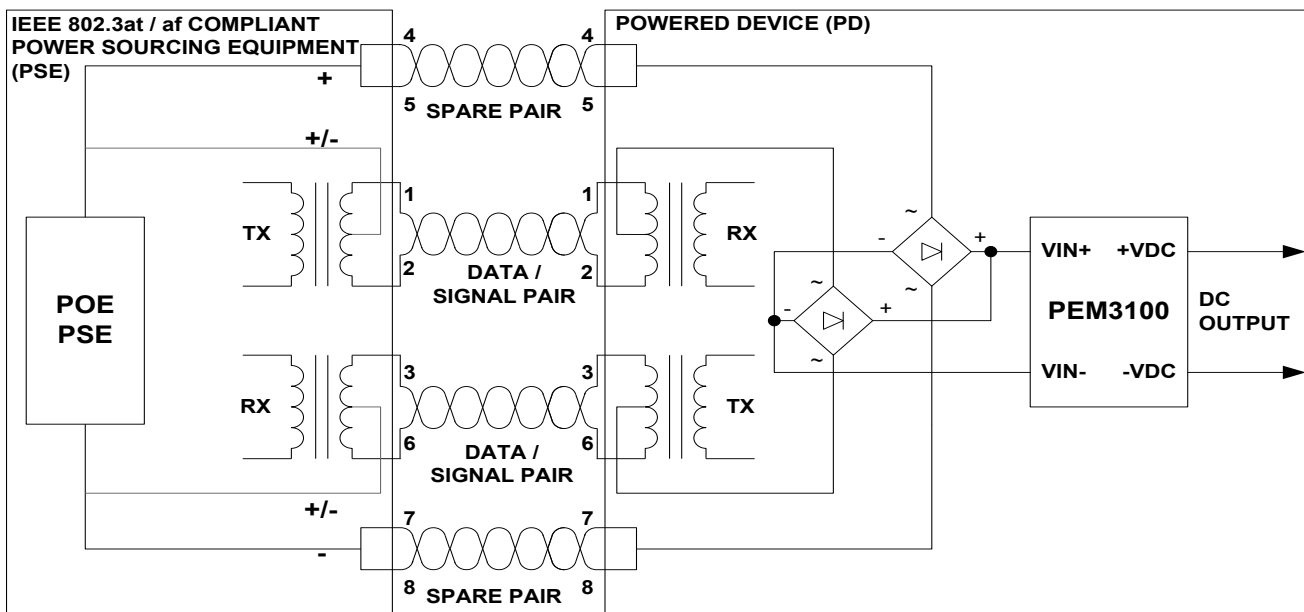 IEEE 802.3at / af COMPLIANT
POWER SOURCING EQUIPMENT
(PSE)
POWERED DEVICE (PD)
4
4
+
5
SPARE PAIR
5
+/-
1
1
TX
RX
2
2
DATA /
SIGNAL PAIR
POE
PSE
~
-
+
~
~
-
+
~
VIN+
+VDC
PEM3100
DC
OUTPUT
VIN-
-VDC
3
3
RX
TX
6
6
DATA /
SIGNAL PAIR
+/-
7
7
-
8
SPARE PAIR
8